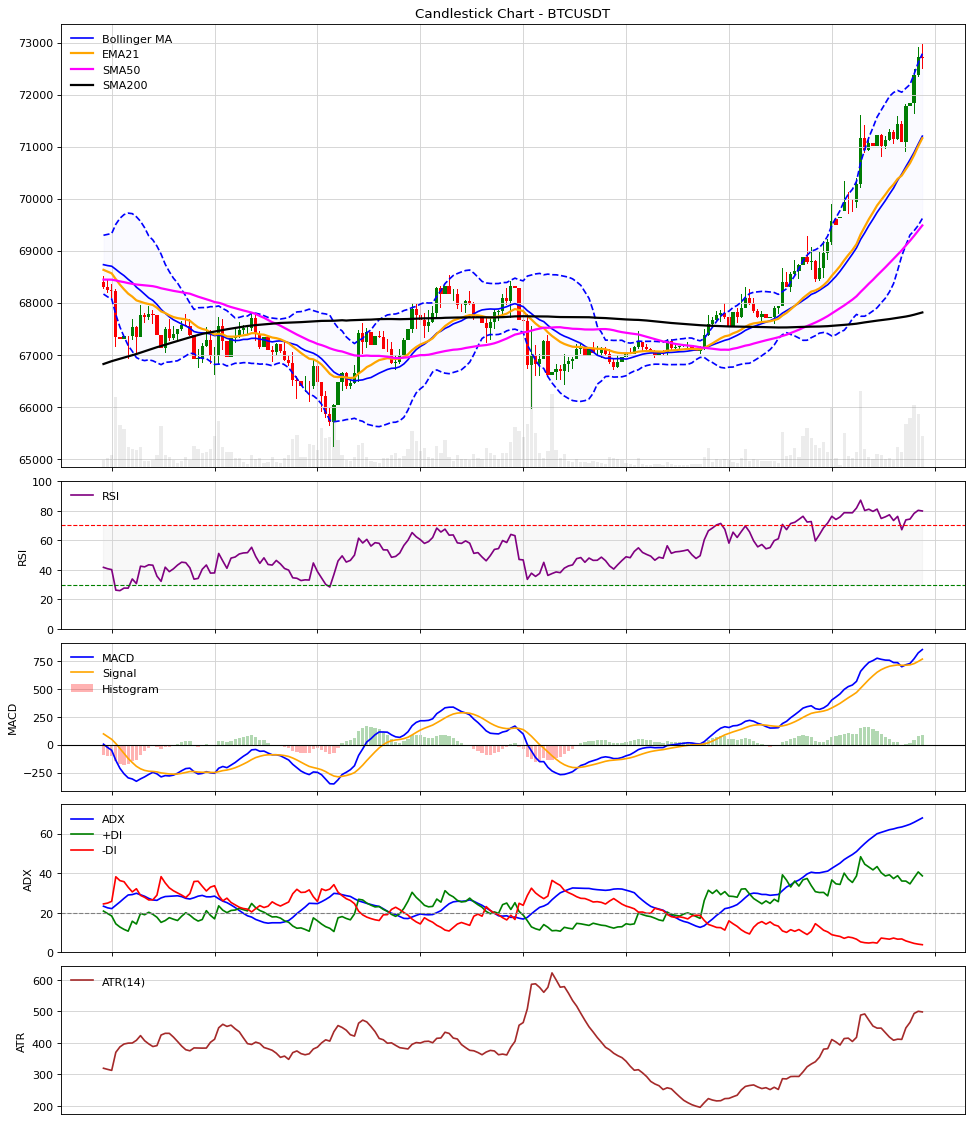 Candlestick Chart - BTCUSDT
73000
72000
71000
70000
69000
68000
67000
66000
65000
Bollinger MA
EMA21
SMA50
SMA200
100
80
60
40
20
0
RSI
RSI
750
500
250
0
−250
MACD
MACD
Signal
Histogram
60
40
20
0
ADX
ADX
+DI
-DI
600
500
400
300
200
ATR
ATR(14)